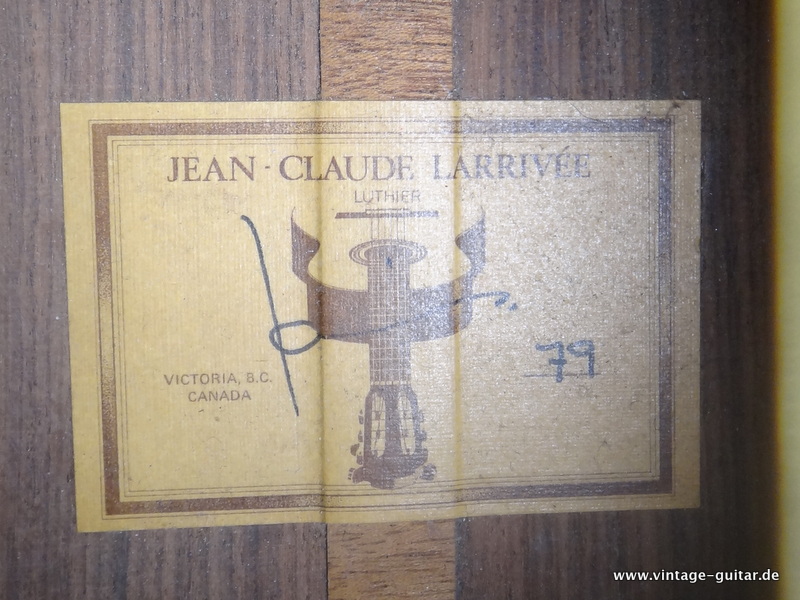 JEAN-CLAUDE LARRIVÉE
LUTHIER
79
VICTORIA, B.C.
CANADA
www.vintage-guitar.de